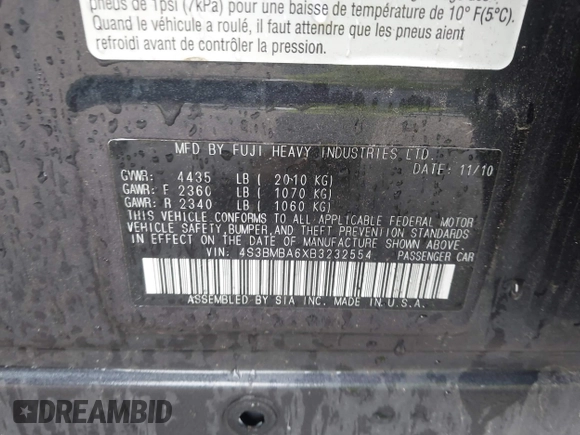 pneus de 1psi (7kPa) pour une baisse de température de 10° F(5°C).
Quand le véhicule a roulé, il faut attendre que les pneus aient
refroidi avant de contrôler la pression.
MFD BY FUJI HEAVY INDUSTRIES LTD.
DATE: 11/10
GVWR: 4435 LB ( 2010 KG)
GAWR: F 2360 LB ( 1070 KG)
GAWR: R 2340 LB ( 1060 KG)
THIS VEHICLE CONFORMS TO ALL APPLICABLE FEDERAL MOTOR
VEHICLE SAFETY, BUMPER, AND THEFT PREVENTION STANDARDS
IN EFFECT ON THE DATE OF MANUFACTURE SHOWN ABOVE.
VIN: 4S3BMBA6XB3232554 PASSENGER CAR
ASSEMBLED BY SIA INC. MADE IN U.S.A.
DREAMBID